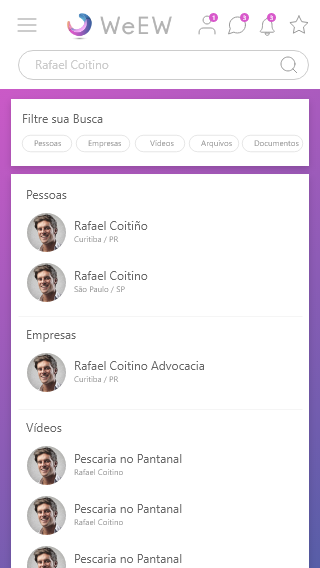 WeEW
1
3
3
Rafael Coitino
Filtre sua Busca
Pessoas
Empresas
Vídeos
Arquivos
Documentos
Pessoas
Rafael Coitiño
Curitiba / PR
Rafael Coitino
São Paulo / SP
Empresas
Rafael Coitino Advocacia
Curitiba / PR
Vídeos
Pescaria no Pantanal
Rafael Coitino
Pescaria no Pantanal
Rafael Coitino
Pescaria no Pantanal